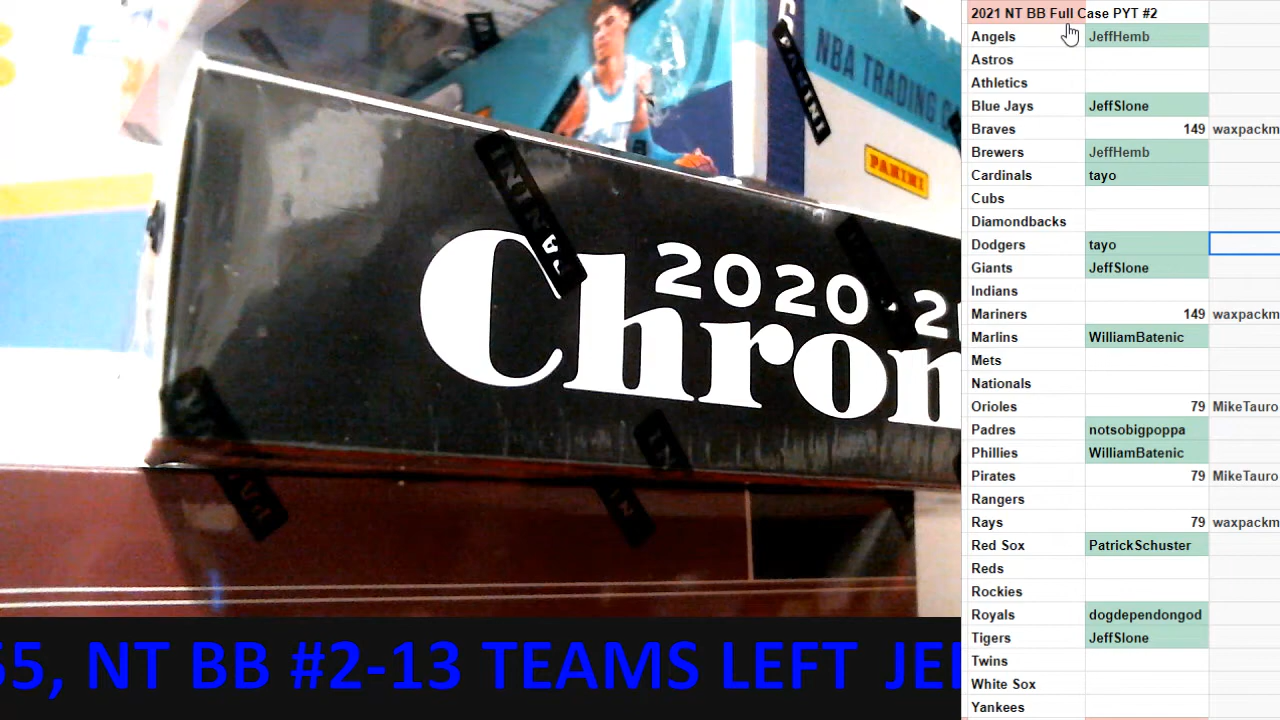 NBA TRADING
PANINI
PANINI
PANINI
2020-2
Chron
55, NT BB #2-13 TEAMS LEFT JE
2021 NT BB Full Case PYT #2
Angels JeffHemb
Astros
Athletics
Blue Jays JeffSlone
Braves 149 waxpackm
Brewers JeffHemb
Cardinals tayo
Cubs
Diamondbacks
Dodgers tayo
Giants JeffSlone
Indians
Mariners 149 waxpackm
Marlins WilliamBatenic
Mets
Nationals
Orioles 79 MikeTauro
Padres notsobigpoppa
Phillies WilliamBatenic
Pirates 79 MikeTauro
Rangers
Rays 79 waxpackm
Red Sox PatrickSchuster
Reds
Rockies
Royals dogdependongod
Tigers JeffSlone
Twins
White Sox
Yankees